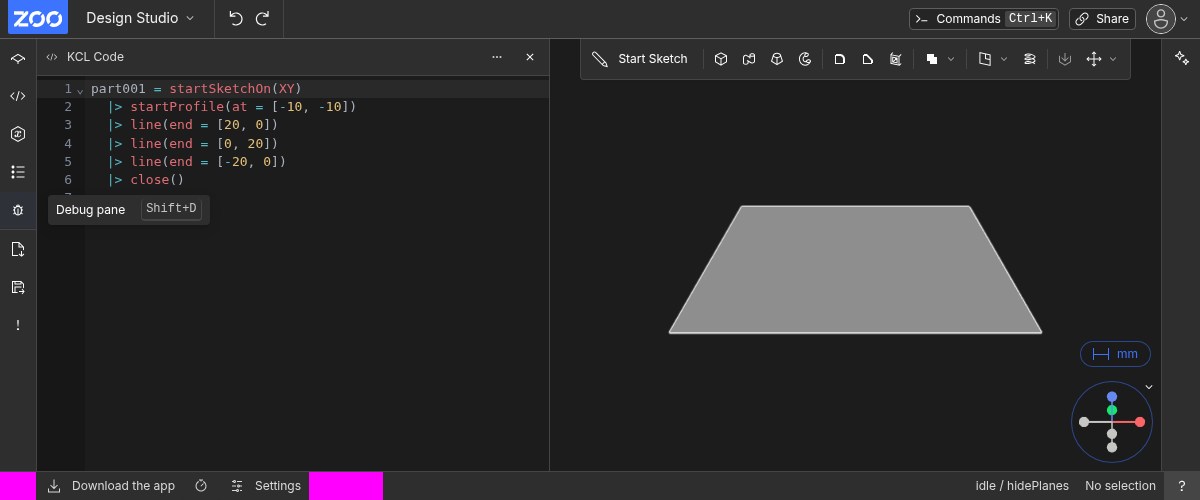 ZOO Design Studio Commands Ctrl+K Share
KCL Code
Start Sketch
1 part001 = startSketchOn(XY)
2 |> startProfile(at = [-10, -10])
3 |> line(end = [20, 0])
4 |> line(end = [0, 20])
5 |> line(end = [-20, 0])
6 |> close()
Debug pane Shift+D
mm
Download the app
Settings
idle / hidePlanes
No selection
?